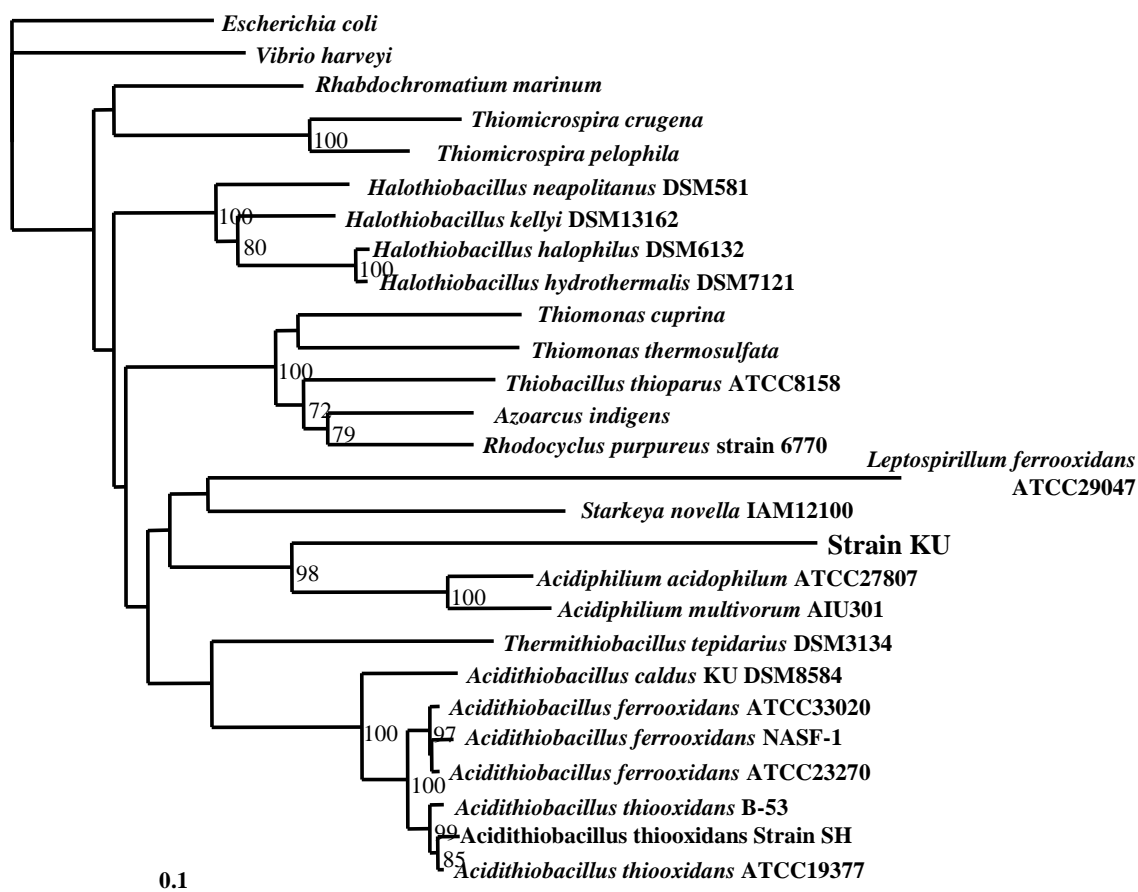 Escherichia coli
Vibrio harveyi
Rhabdochromatium marinum
Thiomicrospira crugena
100
Thiomicrospira pelophila
Halothiobacillus neapolitanus DSM581
100
Halothiobacillus kellyi DSM13162
80
Halothiobacillus halophilus DSM6132
100
Halothiobacillus hydrothermalis DSM7121
Thiomonas cuprina
Thiomonas thermosulfata
100
Thiobacillus thioparus ATCC8158
72
Azoarcus indigens
79
Rhodocyclus purpureus strain 6770
Leptospirillum ferrooxidans
ATCC29047
Starkeya novella IAM12100
Strain KU
98
Acidiphilium acidophilum ATCC27807
100
Acidiphilium multivorum AIU301
Thermithiobacillus tepidarius DSM3134
Acidithiobacillus caldus KU DSM8584
Acidithiobacillus ferrooxidans ATCC33020
100
97
Acidithiobacillus ferrooxidans NASF-1
Acidithiobacillus ferrooxidans ATCC23270
100
Acidithiobacillus thiooxidans B-53
99
Acidithiobacillus thiooxidans Strain SH
85
Acidithiobacillus thiooxidans ATCC19377
0.1